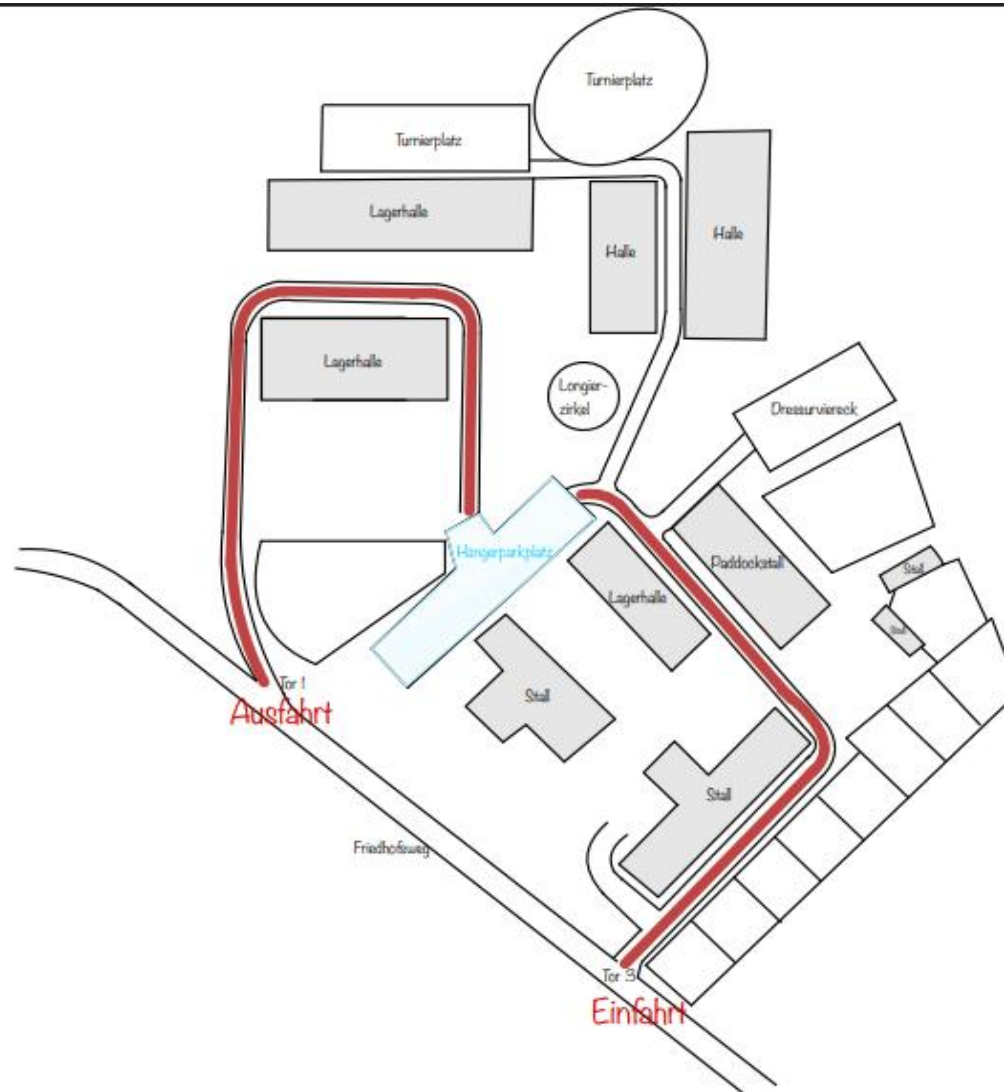 Turnierplatz
Turnierplatz
Lagerhalle
Halle
Halle
Lagerhalle
Longier-
zirkel
Dressurviereck
Hängerparkplatz
Paddockstall
Stall
Lagerhalle
Stall
Tor 1
Ausfahrt
Stall
Stall
Friedhofsweg
Tor 3
Einfahrt